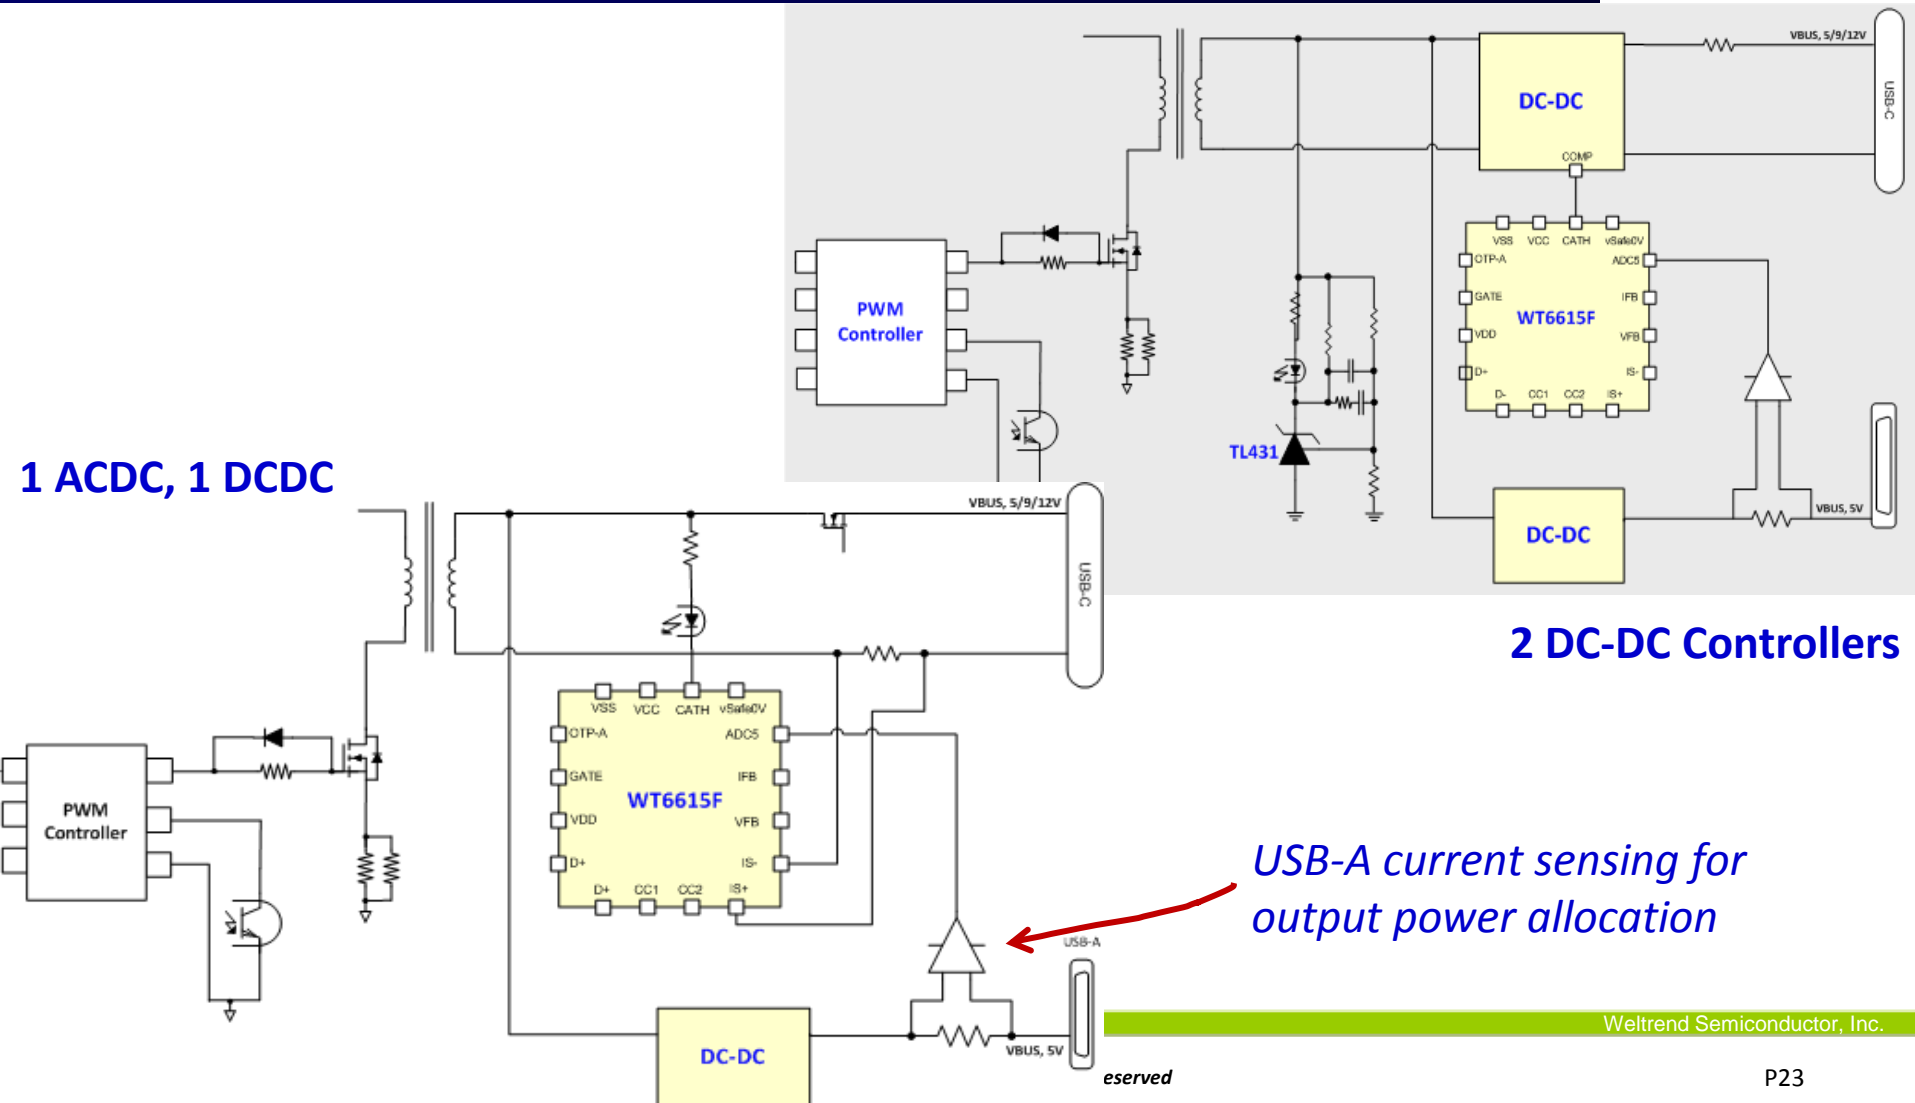 VBUS, 5/9/12V
USB-C
DC-DC
COMP
VSS VCC CATH vSafe0V
OTP-A ADC5
GATE IFB
WT6615F
VDD VFB
D+ IS-
D- CC1 CC2 IS+
PWM
Controller
TL431
VBUS, 5V
DC-DC
2 DC-DC Controllers
1 ACDC, 1 DCDC
VBUS, 5/9/12V
USB-C
VSS VCC CATH vSafe0V
OTP-A ADC5
GATE IFB
WT6615F
VDD VFB
D+ IS-
D+ CC1 CC2 IS+
PWM
Controller
USB-A current sensing for
output power allocation
USB-A
VBUS, 5V
DC-DC
Weltrend Semiconductor, Inc.
eserved
P23